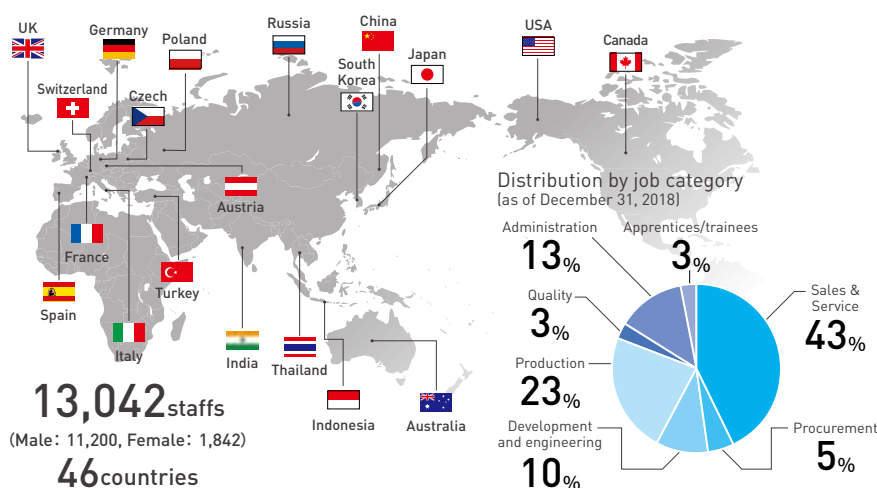 UK
Germany
Poland
Russia
China
USA
Canada
Switzerland
Czech
South
Korea
Japan
Austria
France
Spain
Italy
Turkey
India
Thailand
Indonesia
Australia
13,042staffs
(Male: 11,200, Female: 1,842)
46countries
Distribution by job category
(as of December 31, 2018)
Administration
13%
Apprentices/trainees
3%
Quality
3%
Sales &
Service
43%
Production
23%
Development
and engineering
10%
Procurement
5%